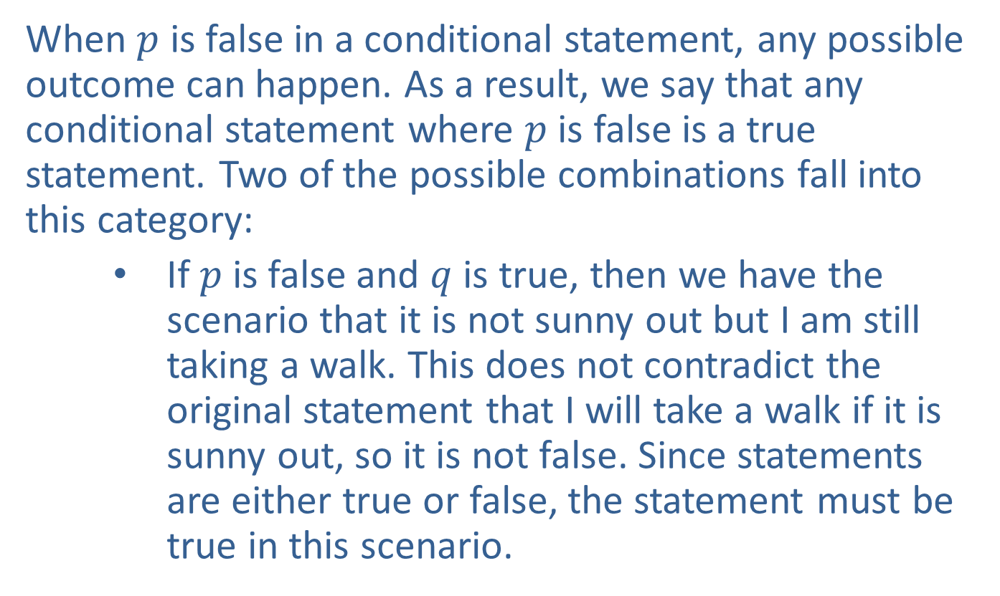 When p is false in a conditional statement, any possible
outcome can happen. As a result, we say that any
conditional statement where p is false is a true
statement. Two of the possible combinations fall into
this category:
• If p is false and q is true, then we have the
scenario that it is not sunny out but I am still
taking a walk. This does not contradict the
original statement that I will take a walk if it is
sunny out, so it is not false. Since statements
are either true or false, the statement must be
true in this scenario.